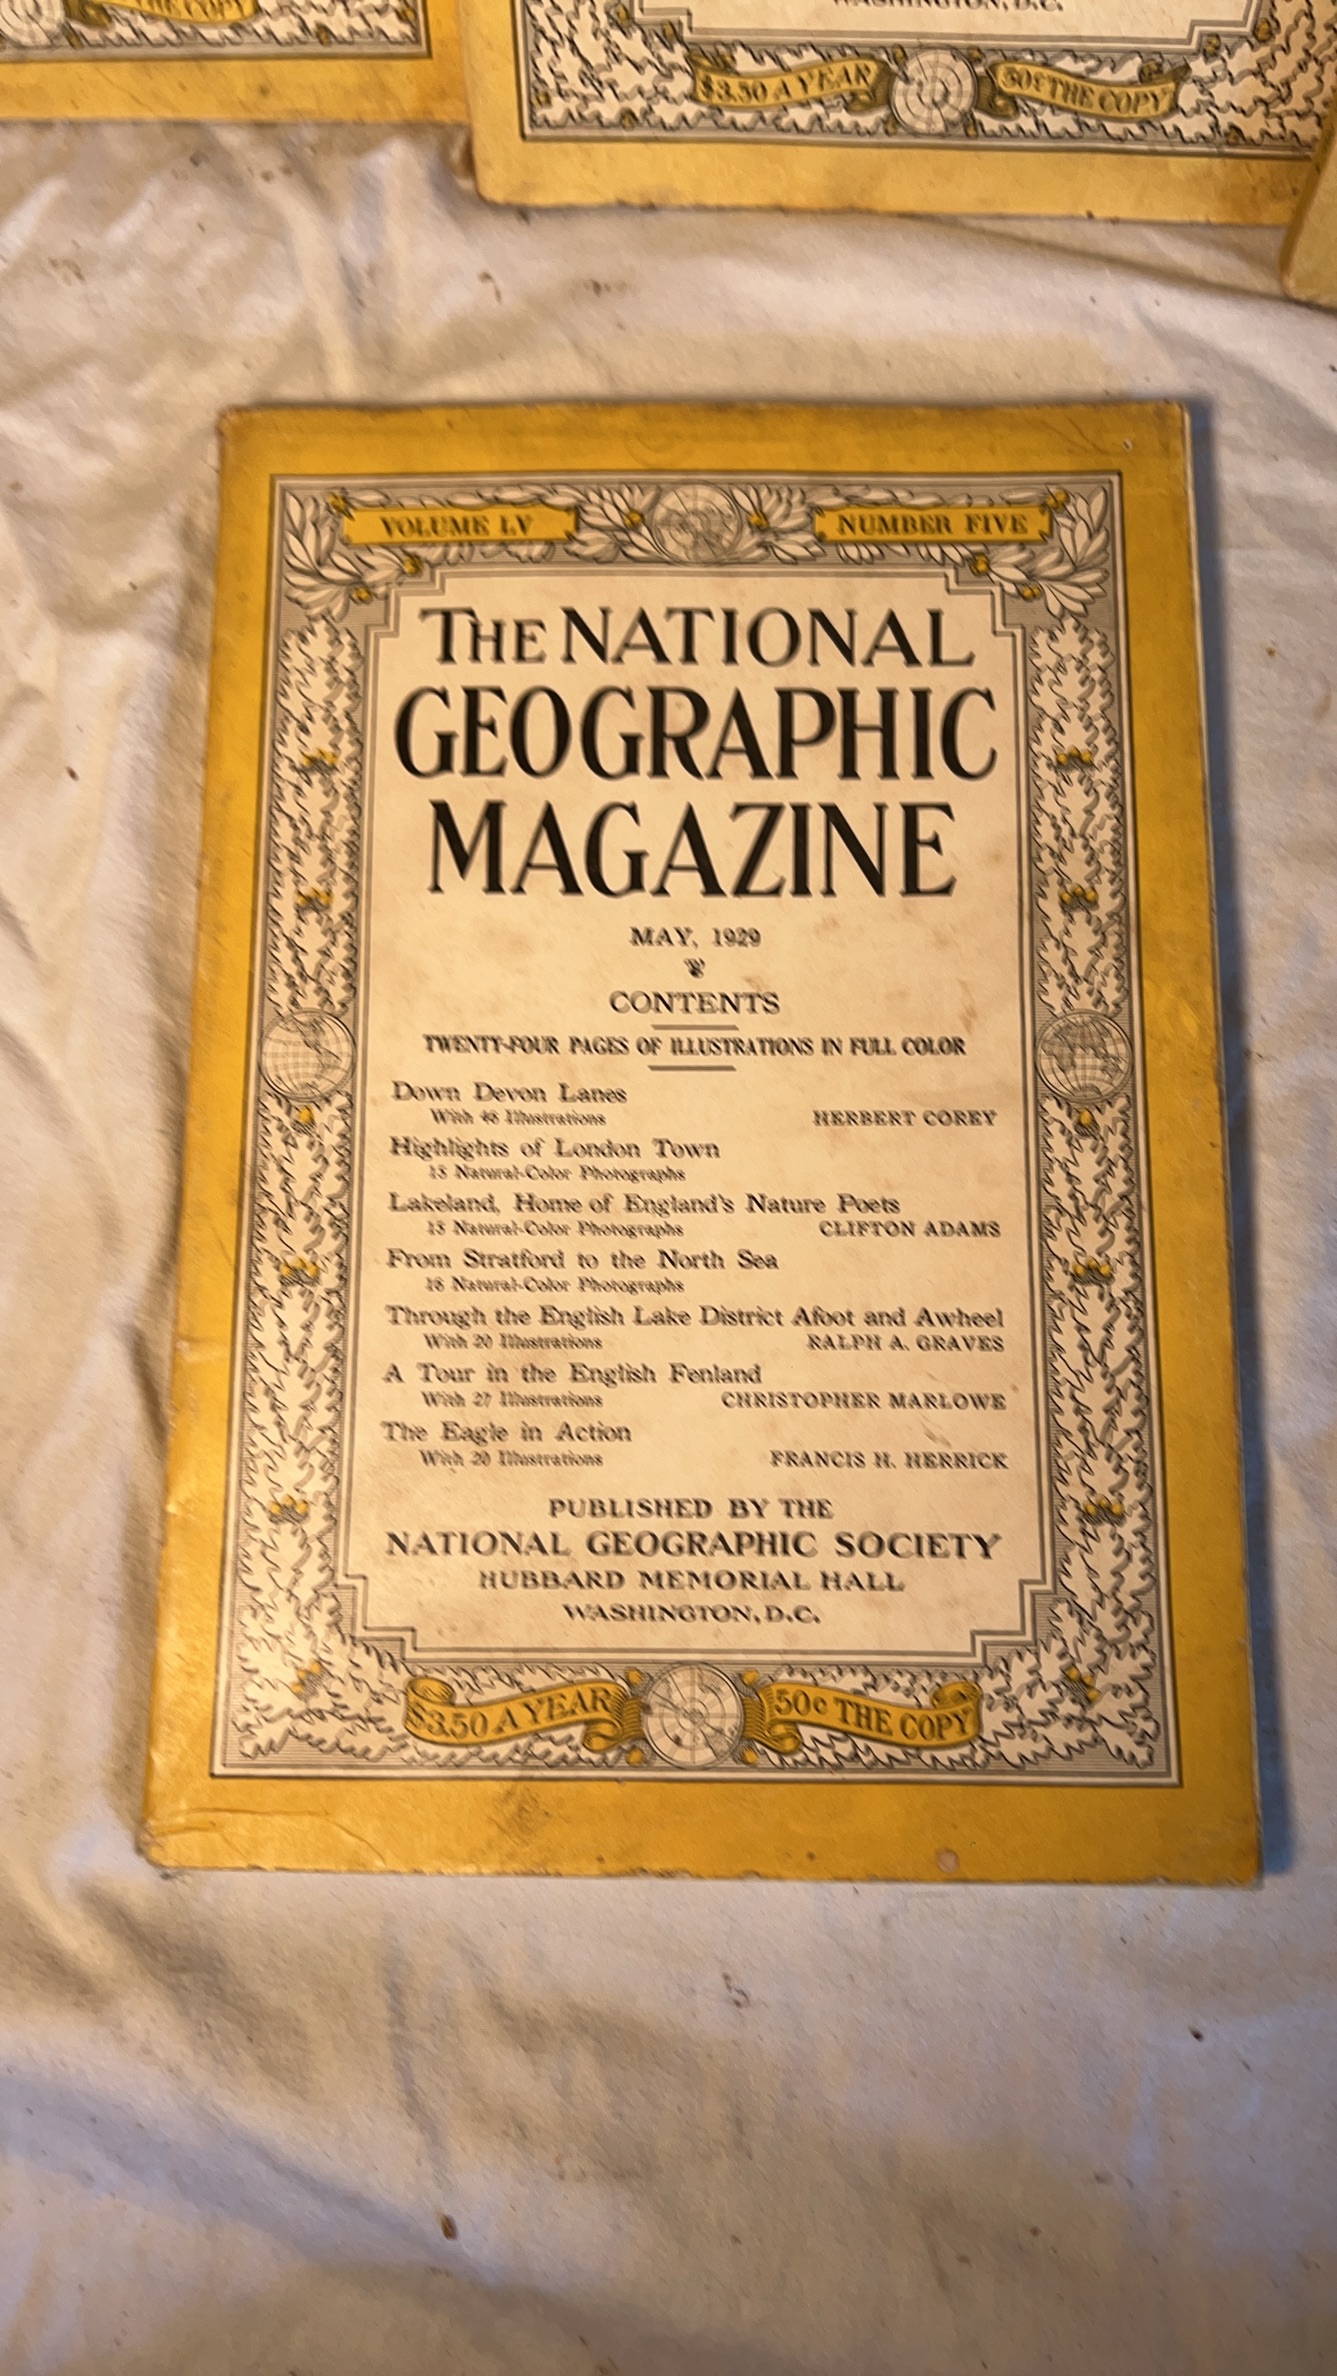 THE COPY
WASHINGTON, D.C.
$3.50 A YEAR
50¢ THE COPY
VOLUME LV
NUMBER FIVE
THE NATIONAL
GEOGRAPHIC
MAGAZINE
MAY, 1929
CONTENTS
TWENTY-FOUR PAGES OF ILLUSTRATIONS IN FULL COLOR
Down Devon Lanes
With Illustrations HERBERT COREY
Highlights of London Town
Natural-Color Photographs
Lakeland, Home of England's Nature Poets
Natural-Color Photographs CLIFTON ADAMS
From Stratford to the North Sea
Natural-Color Photographs
Through the English Lake District Afoot and Awheel
With 20 Illustrations RALPH A. GRAVES
A Tour in the English Fenland
With 27 Illustrations CHRISTOPHER MARLOWE
The Eagle in Action
With 20 Illustrations FRANCIS H. HERRICK
PUBLISHED BY THE
NATIONAL GEOGRAPHIC SOCIETY
HUBBARD MEMORIAL HALL
WASHINGTON, D.C.
$3.50 A YEAR
50c THE COPY